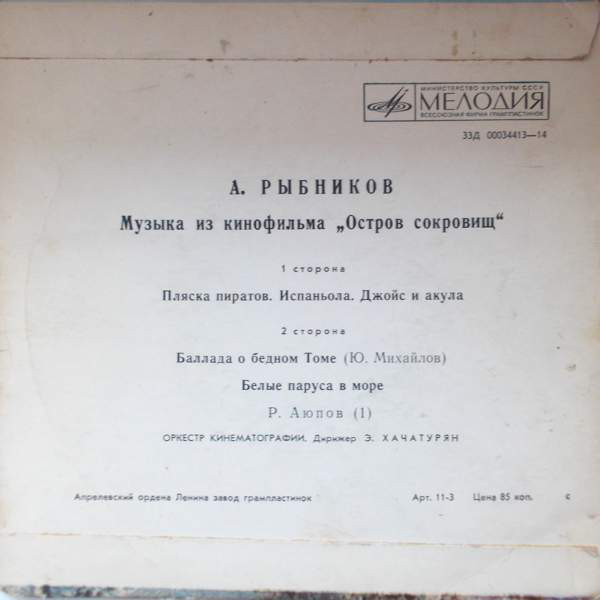 МИНИСТЕРСТВО КУЛЬТУРЫ СССР
МЕЛОДИЯ
ВСЕСОЮЗНАЯ ФИРМА ГРАМПЛАСТИНОК
33Д 00034413—14
А. РЫБНИКОВ
Музыка из кинофильма „Остров сокровищ“
1 сторона
Пляска пиратов. Испаньола. Джойс и акула
2 сторона
Баллада о бедном Томе (Ю. Михайлов)
Белые паруса в море
Р. Аюпов (1)
ОРКЕСТР КИНЕМАТОГРАФИИ. Дирижер Э. ХАЧАТУРЯН
Апрелевский ордена Ленина завод грампластинок Арт. 11-3 Цена 85 коп. с